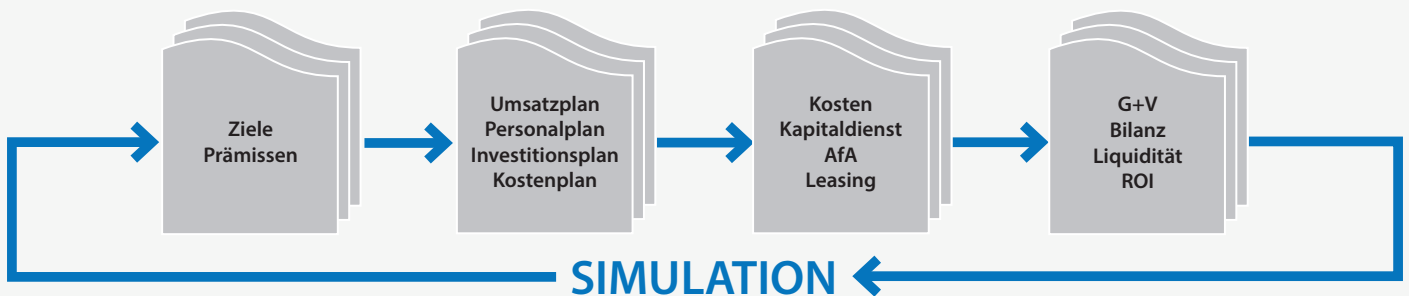 Ziele
Prämissen
Umsatzplan
Personalplan
Investitionsplan
Kostenplan
Kosten
Kapitaldienst
AfA
Leasing
G+V
Bilanz
Liquidität
ROI
SIMULATION